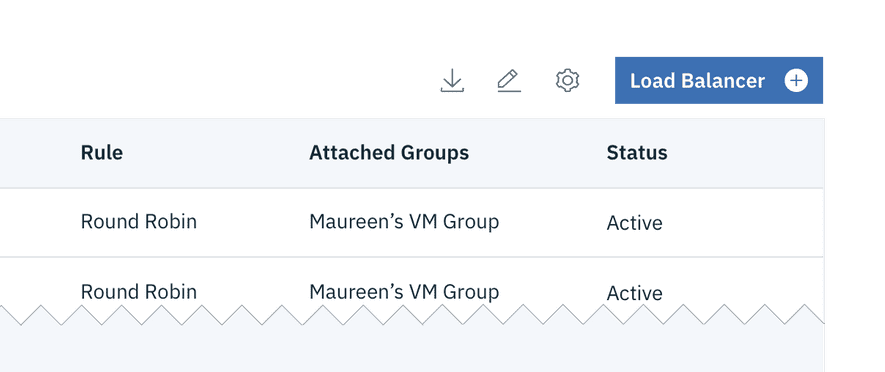 Load Balancer
Rule Attached Groups Status
Round Robin Maureen’s VM Group Active
Round Robin Maureen’s VM Group Active